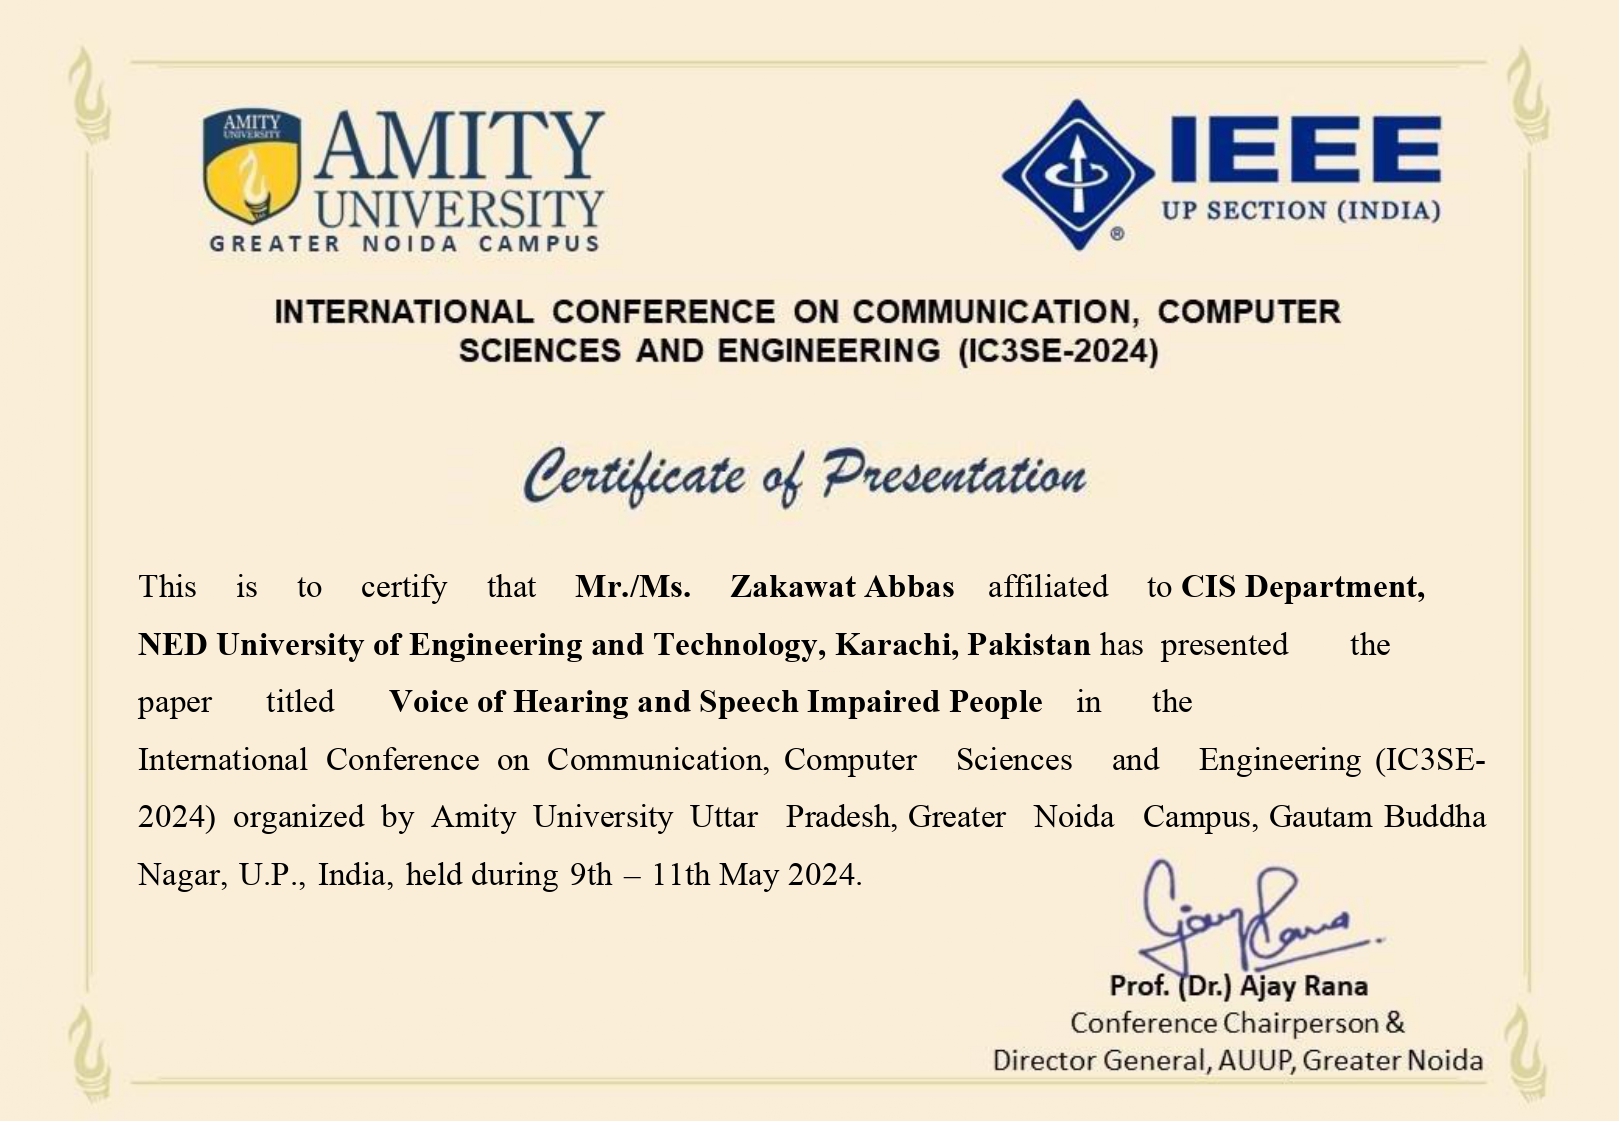 AMITY
UNIVERSITY
AMITY
UNIVERSITY
GREATER NOIDA CAMPUS
IEEE
UP SECTION (INDIA)
®
INTERNATIONAL CONFERENCE ON COMMUNICATION, COMPUTER
SCIENCES AND ENGINEERING (IC3SE-2024)
Certificate of Presentation
This is to certify that Mr./Ms. Zakawat Abbas affiliated to CIS Department,
NED University of Engineering and Technology, Karachi, Pakistan has presented the
paper titled Voice of Hearing and Speech Impaired People in the
International Conference on Communication, Computer Sciences and Engineering (IC3SE-
2024) organized by Amity University Uttar Pradesh, Greater Noida Campus, Gautam Buddha
Nagar, U.P., India, held during 9th – 11th May 2024.
Ajay Rana
Prof. (Dr.) Ajay Rana
Conference Chairperson &
Director General, AUUP, Greater Noida